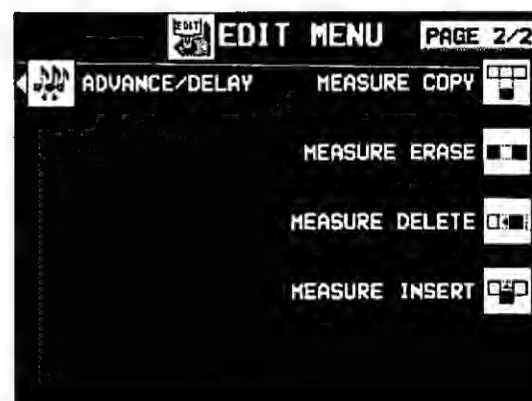 EDIT
EDIT MENU PAGE 2/2
ADVANCE/DELAY MEASURE COPY
MEASURE ERASE
MEASURE DELETE
MEASURE INSERT